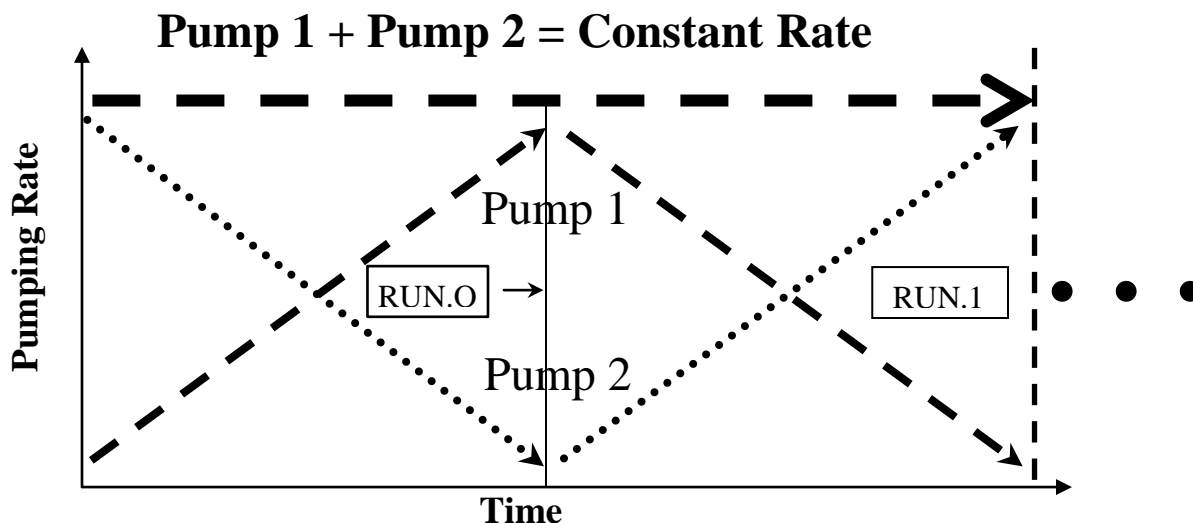 Pump 1 + Pump 2 = Constant Rate
Pumping Rate
Pump 1
RUN.O
RUN.1
Pump 2
Time